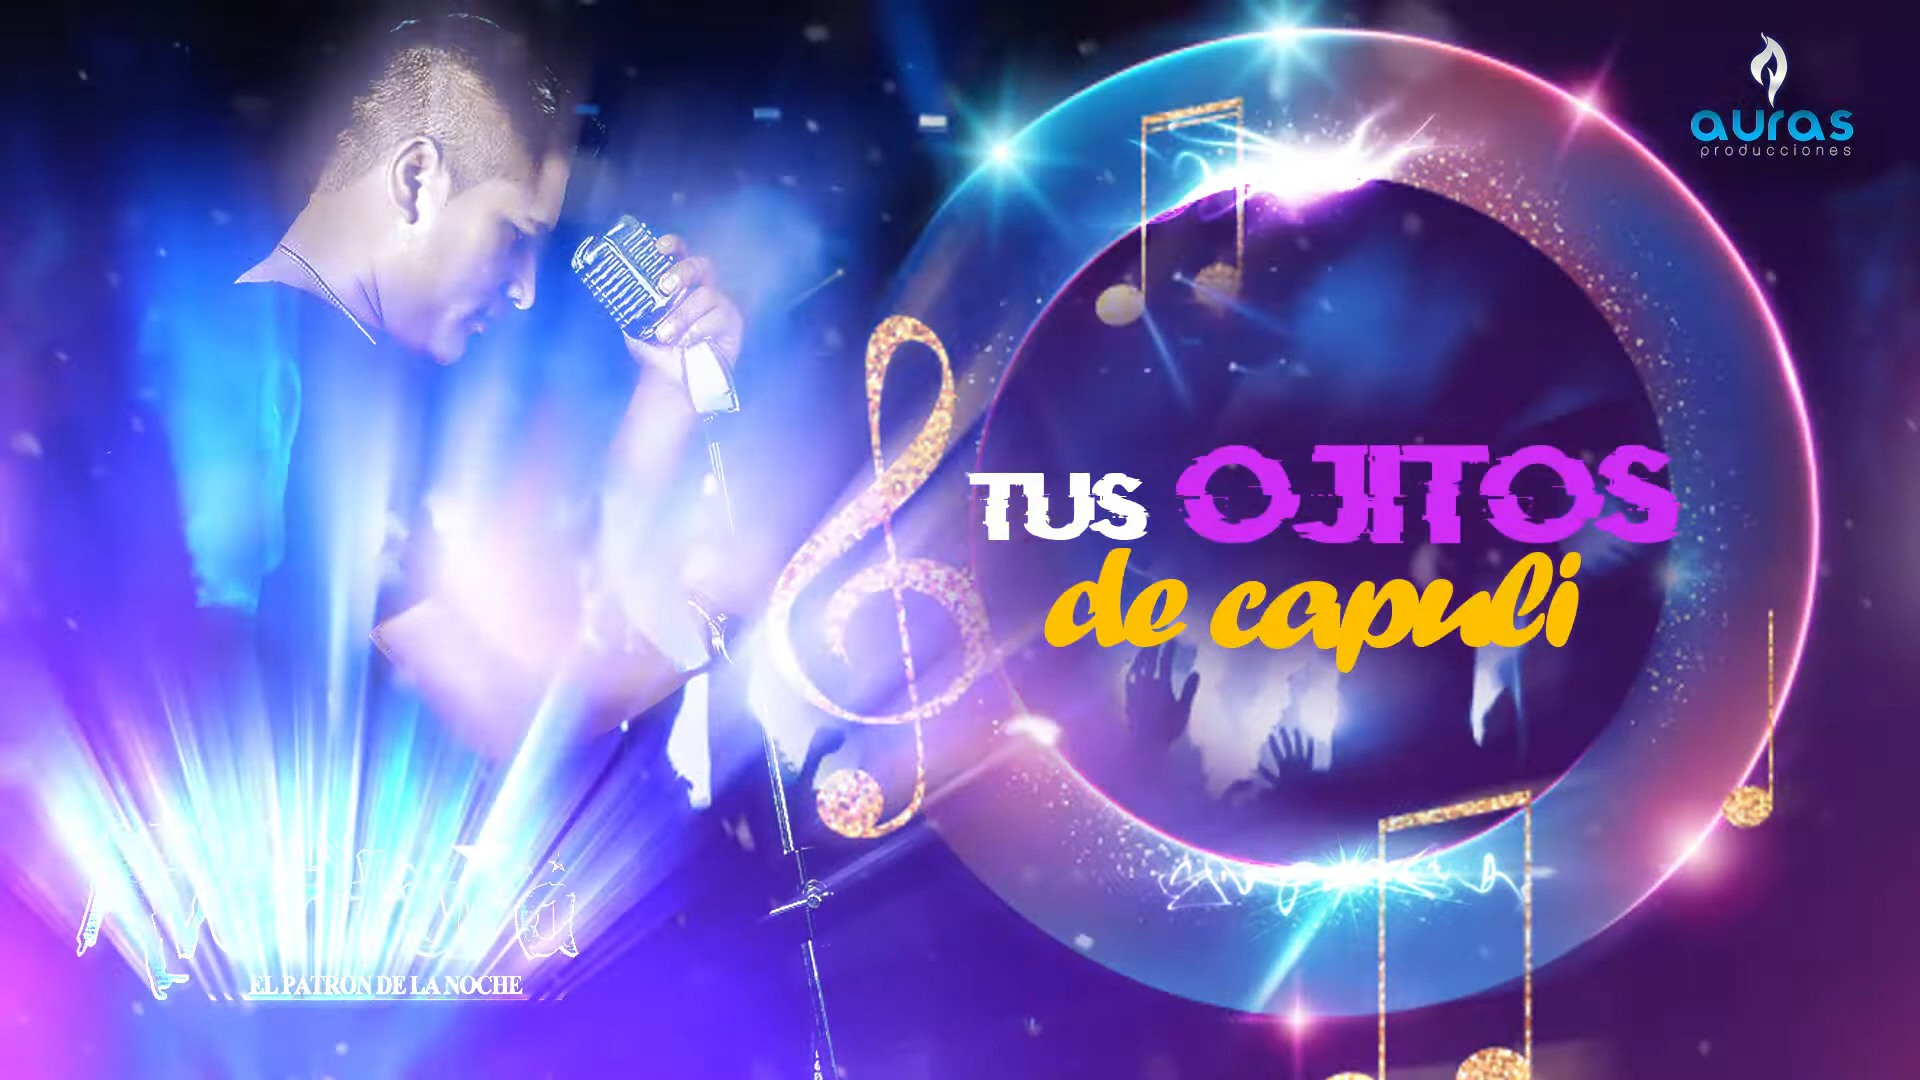 auras
producciones
TUS OJITOS
de capuli
EL PATRON DE LA NOCHE